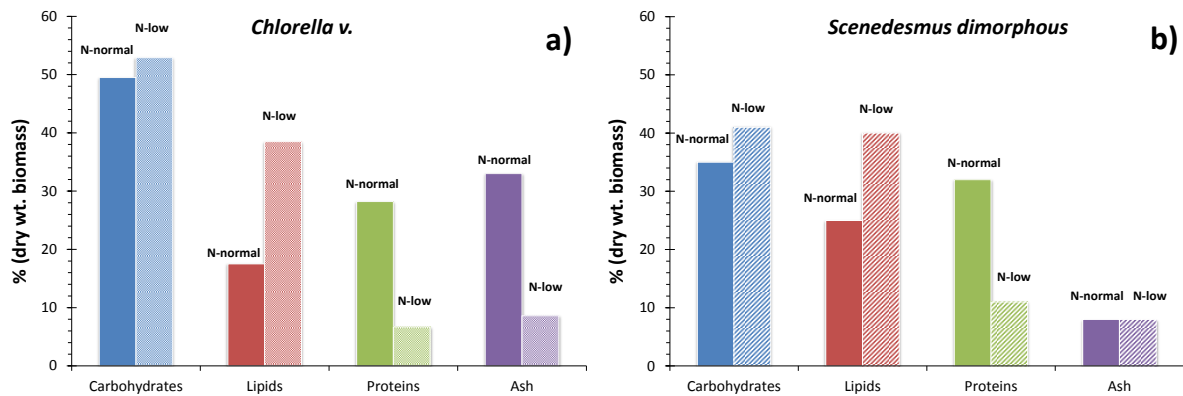 Chlorella v.
a)
% (dry wt. biomass)
60
50
40
30
20
10
0
N-normal
N-low
N-normal
N-low
N-normal
N-low
N-normal
N-low
Carbohydrates
Lipids
Proteins
Ash
Scenedesmus dimorphous
b)
% (dry wt. biomass)
60
50
40
30
20
10
0
N-normal
N-low
N-normal
N-low
N-normal
N-low
N-normal
N-low
Carbohydrates
Lipids
Proteins
Ash